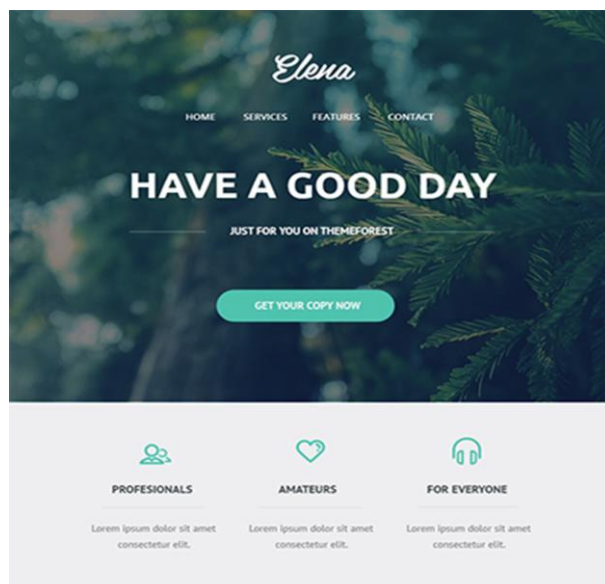 Elena
HOME SERVICES FEATURES CONTACT
HAVE A GOOD DAY
JUST FOR YOU ON THEMEFOREST
GET YOUR COPY NOW
PROFESIONALS AMATEURS FOR EVERYONE
Lorem ipsum dolor sit amet Lorem ipsum dolor sit amet Lorem ipsum dolor sit amet
consectetur elit. consectetur elit. consectetur elit.